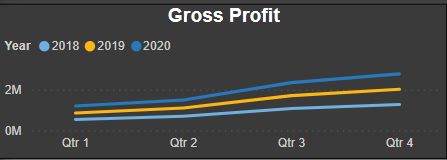 Gross Profit
Year 2018 2019 2020
2M
0M
Qtr 1 Qtr 2 Qtr 3 Qtr 4